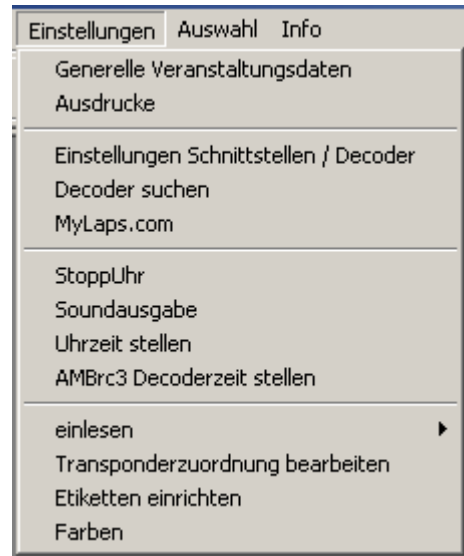 Einstellungen Auswahl Info
Generelle Veranstaltungsdaten
Ausdrucke
Einstellungen Schnittstellen / Decoder
Decoder suchen
MyLaps.com
StoppUhr
Soundausgabe
Uhrzeit stellen
AMBrc3 Decoderzeit stellen
einlesen
Transponderzuordnung bearbeiten
Etiketten einrichten
Farben